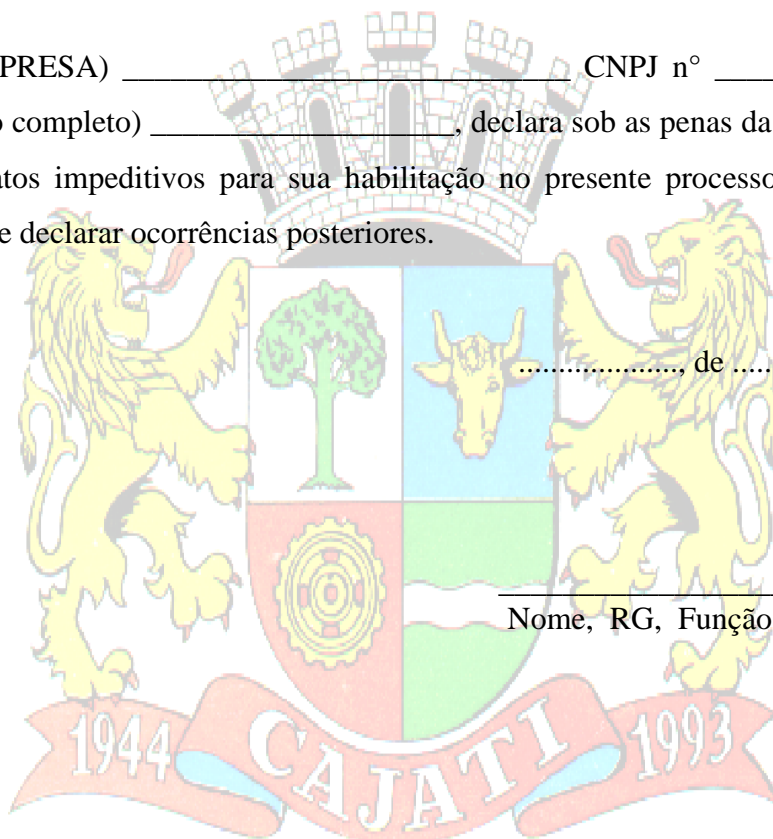 PRESA) ____________________________ CNPJ n° ____
o completo) ___________________, declara sob as penas da
atos impeditivos para sua habilitação no presente processo
e declarar ocorrências posteriores.
...................., de .....
__________________
Nome, RG, Função
1944 CAJATI 1993